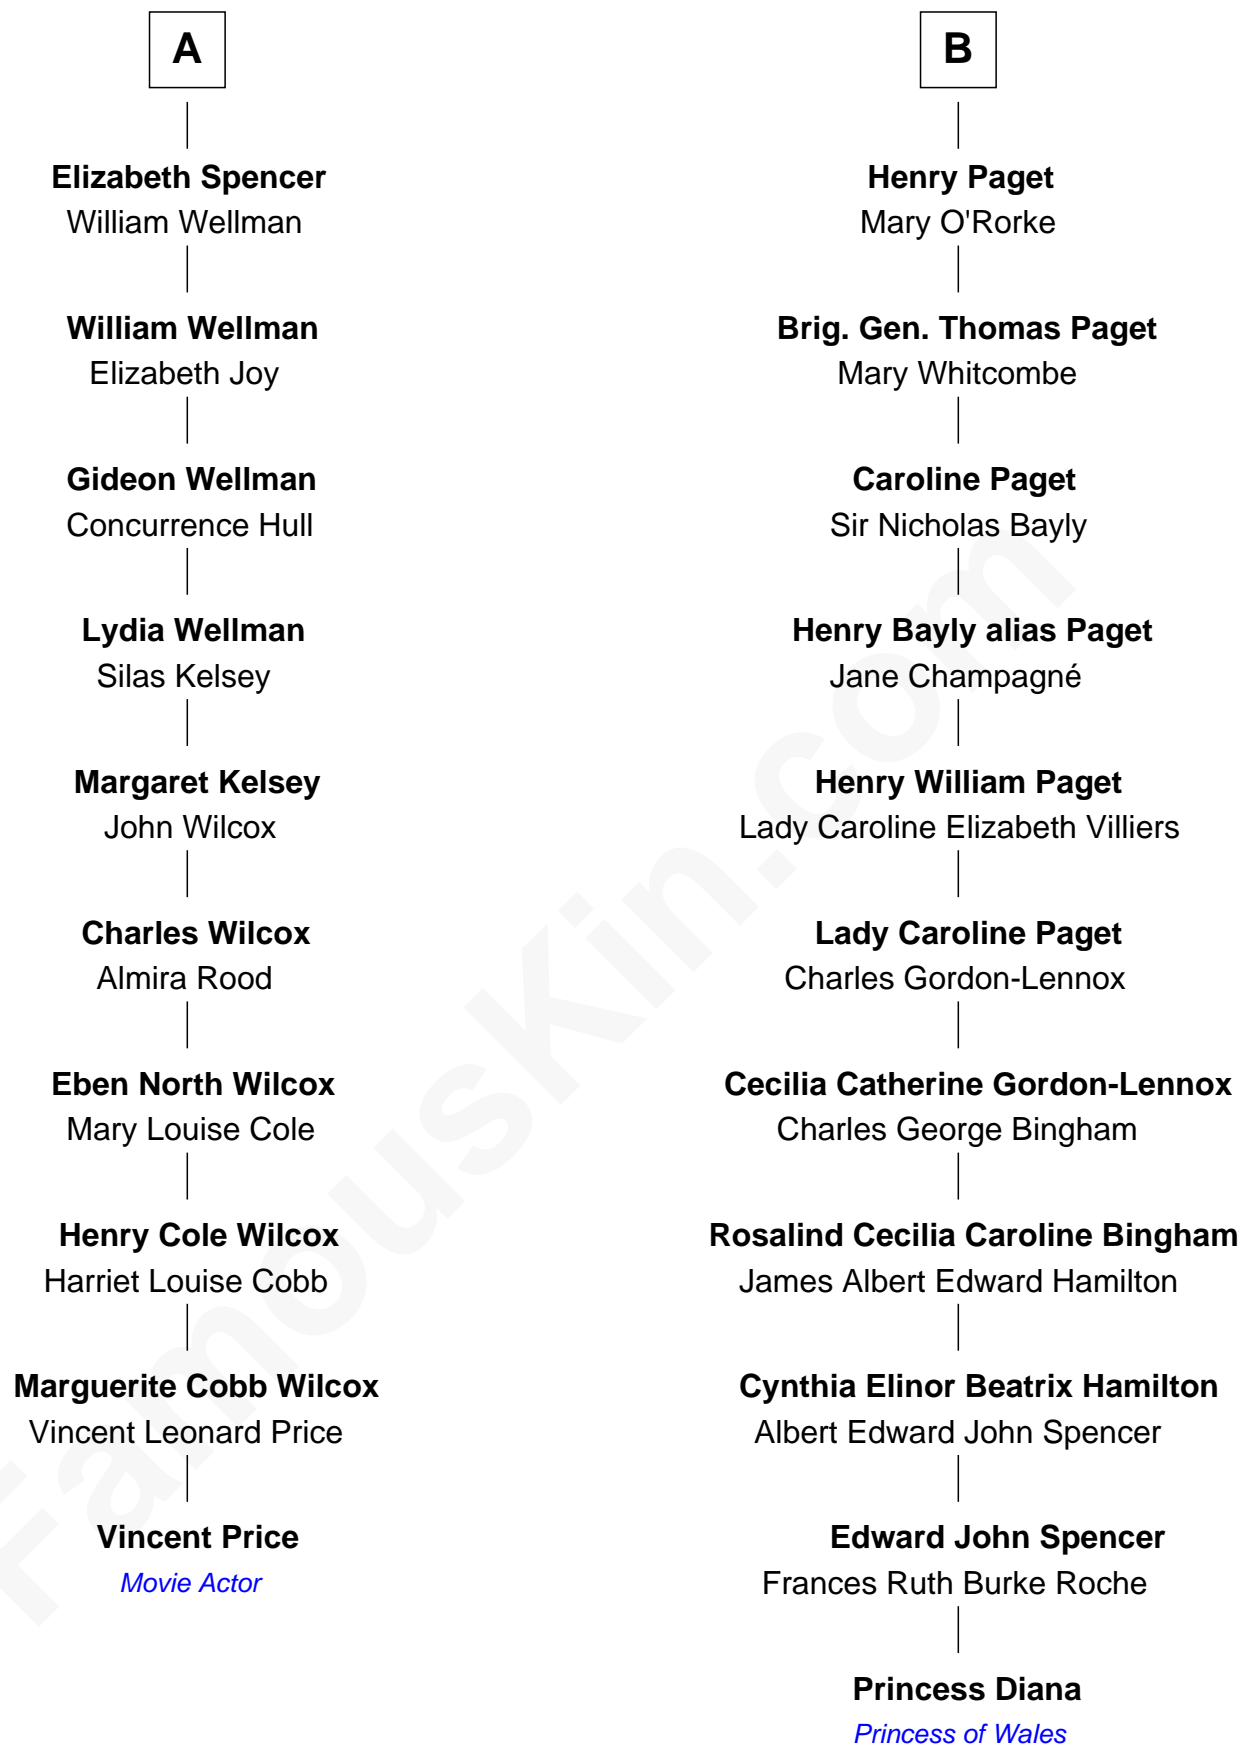 A
Elizabeth Spencer
William Wellman
William Wellman
Elizabeth Joy
Gideon Wellman
Concurrence Hull
Lydia Wellman
Silas Kelsey
Margaret Kelsey
John Wilcox
Charles Wilcox
Almira Rood
Eben North Wilcox
Mary Louise Cole
Henry Cole Wilcox
Harriet Louise Cobb
Marguerite Cobb Wilcox
Vincent Leonard Price
Vincent Price
Movie Actor
B
Henry Paget
Mary O'Rorke
Brig. Gen. Thomas Paget
Mary Whitcombe
Caroline Paget
Sir Nicholas Bayly
Henry Bayly alias Paget
Jane Champagné
Henry William Paget
Lady Caroline Elizabeth Villiers
Lady Caroline Paget
Charles Gordon-Lennox
Cecilia Catherine Gordon-Lennox
Charles George Bingham
Rosalind Cecilia Caroline Bingham
James Albert Edward Hamilton
Cynthia Elinor Beatrix Hamilton
Albert Edward John Spencer
Edward John Spencer
Frances Ruth Burke Roche
Princess Diana
Princess of Wales
FamousKin.com